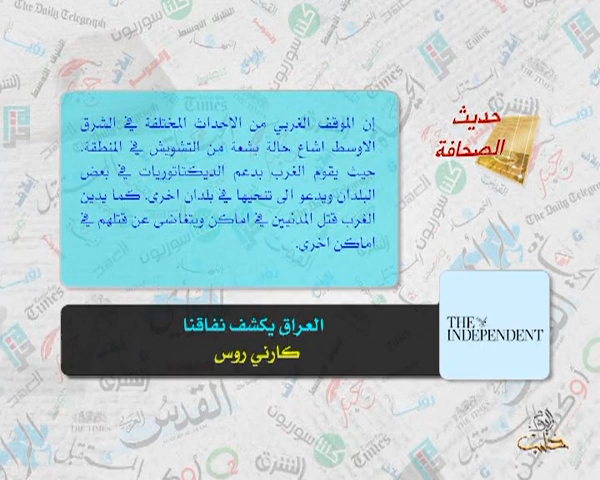 حديث
الصحافة
إن الموقف الغربي من الاحداث المختلفة في الشرق
الاوسط اشاع حالة بشعة من التشويش في المنطقة.
حيث يقوم الغرب بدعم الديكتاتوريات في بعض
البلدان ويدعو الى تنحيها في بلدان اخرى. كما يدين
الغرب قتل المدنيين في اماكن ويتغاضى عن قتلهم في
اماكن اخرى.
العراق يكشف نفاقنا
كارني روس
THE
INDEPENDENT